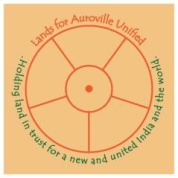 Lands for Auroville Unified
.Holding land in trust for a new and united India and the world.